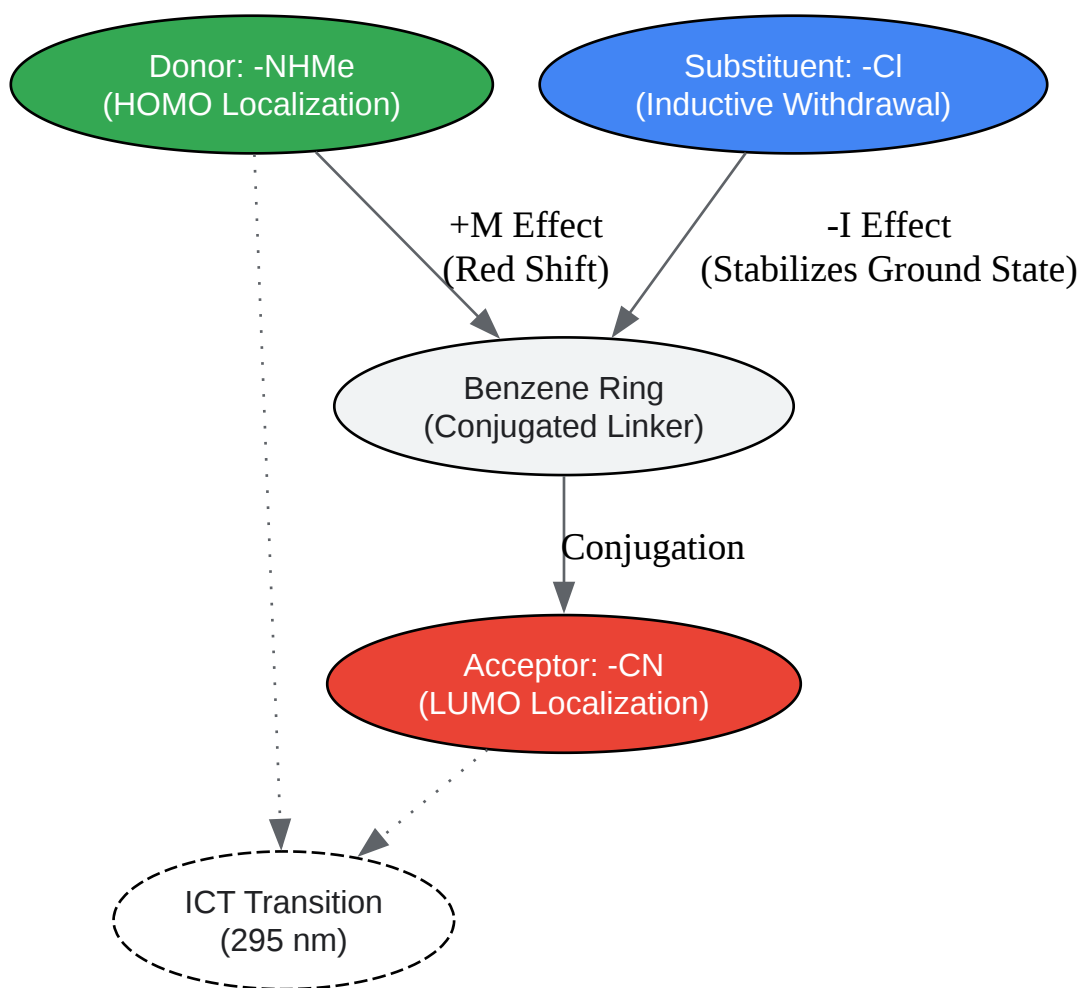 Donor: -NHMe
(HOMO Localization)
Substituent: -Cl
(Inductive Withdrawal)
+M Effect
(Red Shift)
-I Effect
(Stabilizes Ground State)
Benzene Ring
(Conjugated Linker)
Conjugation
Acceptor: -CN
(LUMO Localization)
ICT Transition
(295 nm)